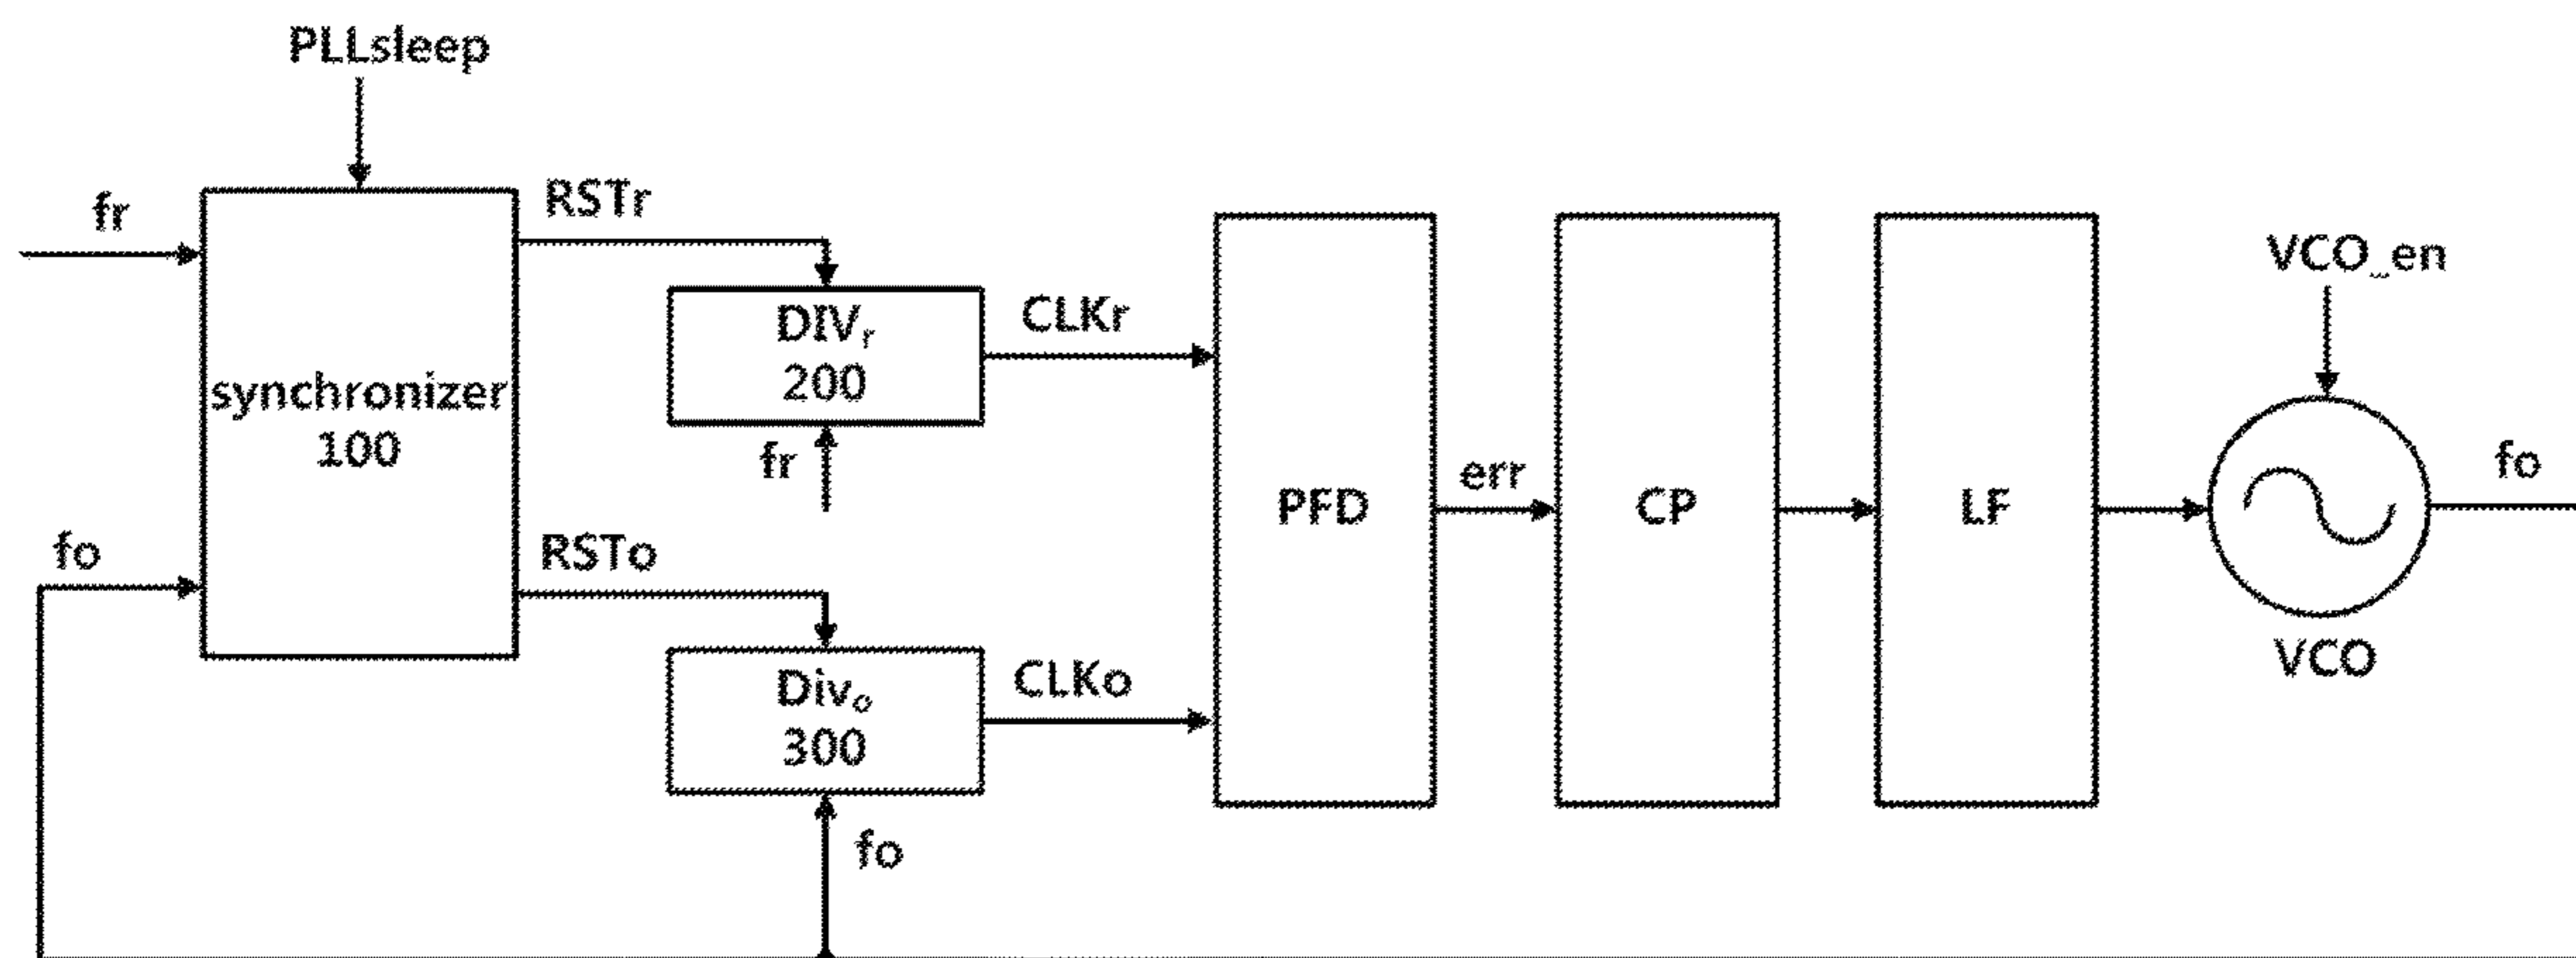 PLLsleep
fr
RSTr
synchronizer
100
DIVr
200
fr
CLKr
fo
RSTo
Divo
300
fo
CLKo
PFD
err
CP
LF
VCO_en
VCO
fo